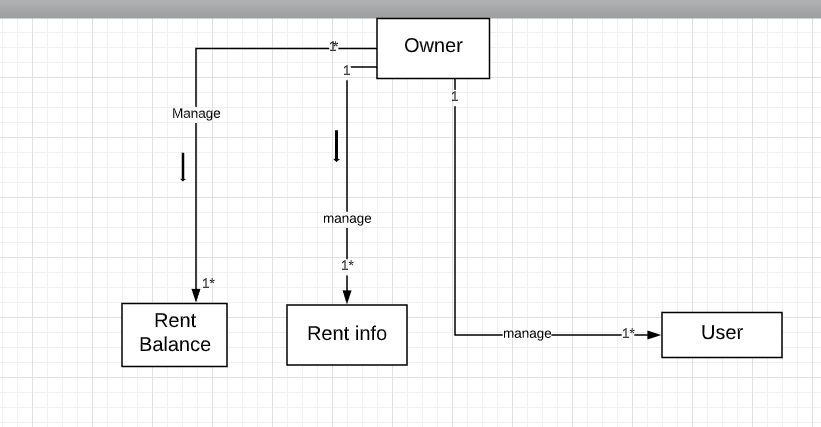 Owner
1*
1
1
Manage
manage
1*
1*
Rent
Balance
Rent info
manage
1*
User